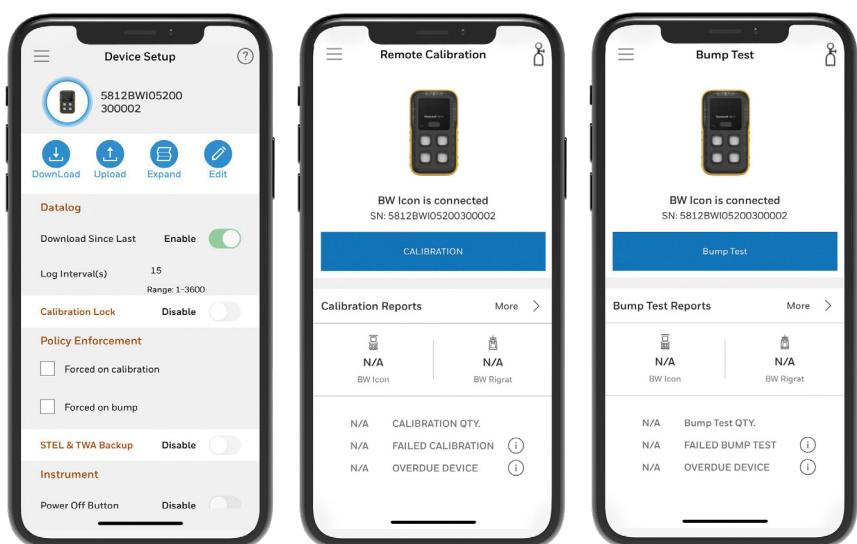 Device Setup
?
5812BWI05200
300002
DownLoad Upload Expand Edit
Datalog
Download Since Last Enable
Log Interval(s) 15
Range: 1-3600
Calibration Lock Disable
Policy Enforcement
Forced on calibration
Forced on bump
STEL & TWA Backup Disable
Instrument
Power Off Button Disable
Remote Calibration
BW Icon is connected
SN: 5812BWI05200300002
CALIBRATION
Calibration Reports More >
N/A N/A
BW Icon BW Rigrat
N/A CALIBRATION QTY.
N/A FAILED CALIBRATION i
N/A OVERDUE DEVICE i
Bump Test
BW Icon is connected
SN: 5812BWI05200300002
Bump Test
Bump Test Reports More >
N/A N/A
BW Icon BW Rigrat
N/A Bump Test QTY.
N/A FAILED BUMP TEST i
N/A OVERDUE DEVICE i